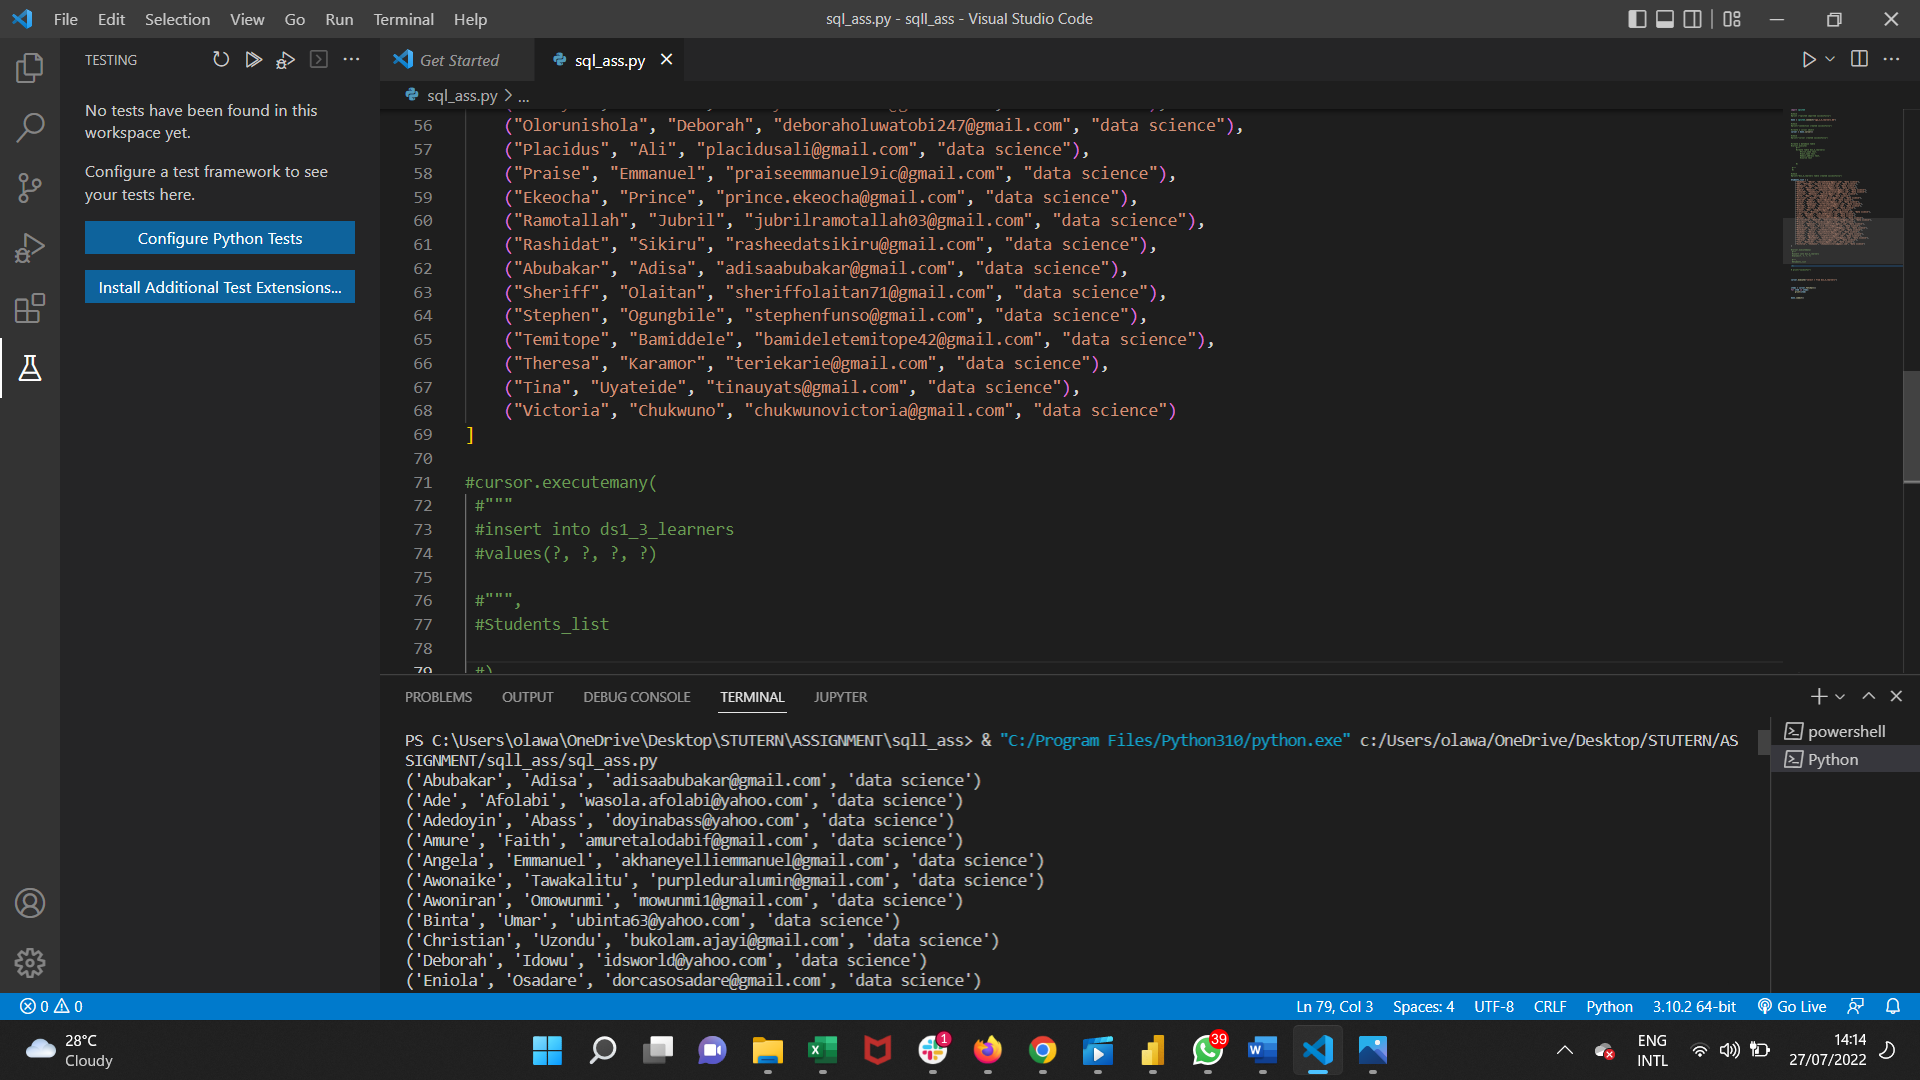 File Edit Selection View Go Run Terminal Help
sql_ass.py - sqll_ass - Visual Studio Code
TESTING
No tests have been found in this
workspace yet.
Configure a test framework to see
your tests here.
Configure Python Tests
Install Additional Test Extensions...
Get Started
sql_ass.py
sql_ass.py > ...
56 ("Olorunishola", "Deborah", "deboraholuwatobi247@gmail.com", "data science"),
57 ("Placidus", "Ali", "placidusali@gmail.com", "data science"),
58 ("Praise", "Emmanuel", "praiseemmanuel9ic@gmail.com", "data science"),
59 ("Ekeocha", "Prince", "prince.ekeocha@gmail.com", "data science"),
60 ("Ramotallah", "Jubril", "jubrilramotallah03@gmail.com", "data science"),
61 ("Rashidat", "Sikiru", "rasheedatsikiru@gmail.com", "data science"),
62 ("Abubakar", "Adisa", "adisaabubakar@gmail.com", "data science"),
63 ("Sheriff", "Olaitan", "sheriffolaitan71@gmail.com", "data science"),
64 ("Stephen", "Ogungbile", "stephenfunso@gmail.com", "data science"),
65 ("Temitope", "Bamiddele", "bamideletemitope42@gmail.com", "data science"),
66 ("Theresa", "Karamor", "teriekarie@gmail.com", "data science"),
67 ("Tina", "Uyateide", "tinauyats@gmail.com", "data science"),
68 ("Victoria", "Chukwuno", "chukwunovictoria@gmail.com", "data science")
69 ]
70
71 #cursor.executemany(
72 #"""
73 #insert into ds1_3_learners
74 #values(?, ?, ?, ?)
75
76 #""",
77 #Students_list
78
79 #)
PROBLEMS OUTPUT DEBUG CONSOLE TERMINAL JUPYTER
PS C:\Users\olawa\OneDrive\Desktop\STUTERN\ASSIGNMENT\sqll_ass> & "C:/Program Files/Python310/python.exe" c:/Users/olawa/OneDrive/Desktop/STUTERN/AS
SIGNMENT/sqll_ass/sql_ass.py
('Abubakar', 'Adisa', 'adisaabubakar@gmail.com', 'data science')
('Ade', 'Afolabi', 'wasola.afolabi@yahoo.com', 'data science')
('Adedoyin', 'Abass', 'doyinabass@yahoo.com', 'data science')
('Amure', 'Faith', 'amuretalodabif@gmail.com', 'data science')
('Angela', 'Emmanuel', 'akhaneyelliemmanuel@gmail.com', 'data science')
('Awonaike', 'Tawakalitu', 'purpleduralumin@gmail.com', 'data science')
('Awoniran', 'Omowunmi', 'mowunmi1@gmail.com', 'data science')
('Binta', 'Umar', 'ubinta63@yahoo.com', 'data science')
('Christian', 'Uzondu', 'bukolam.ajayi@gmail.com', 'data science')
('Deborah', 'Idowu', 'idsworld@yahoo.com', 'data science')
('Eniola', 'Osadare', 'dorcasosadare@gmail.com', 'data science')
powershell
Python
0 0
Ln 79, Col 3 Spaces: 4 UTF-8 CRLF Python 3.10.2 64-bit Go Live
28°C
Cloudy
1
39
ENG
INTL
14:14
27/07/2022